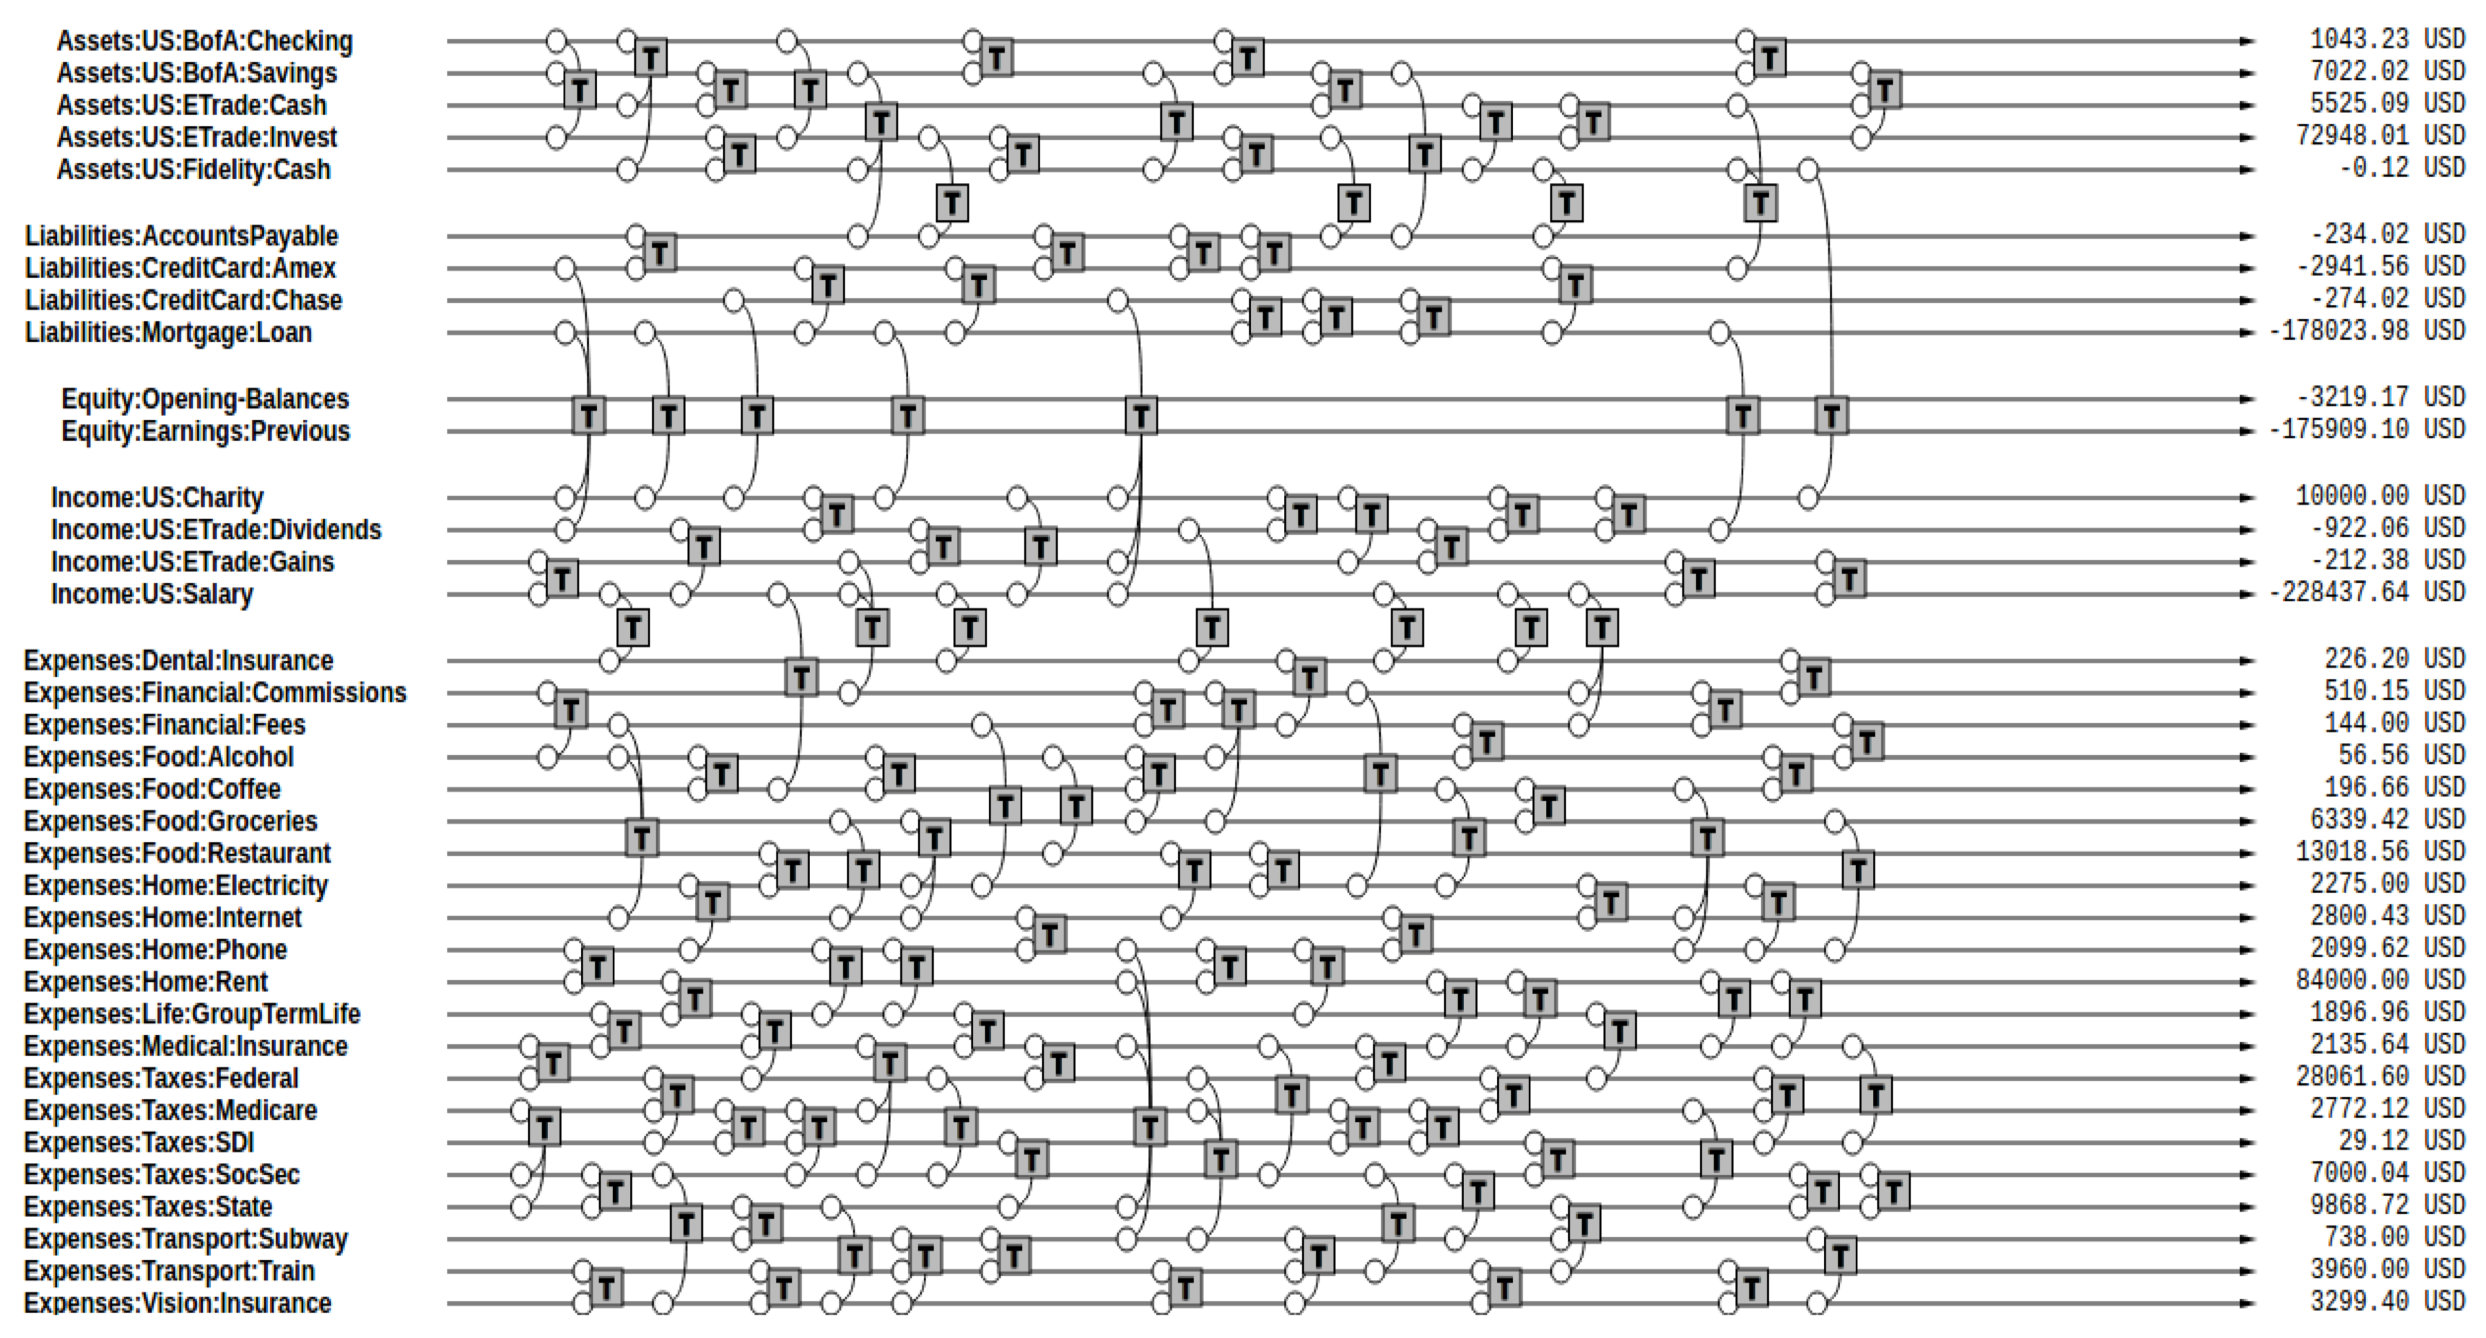 Assets:US:BofA:Checking 1043.23 USD
Assets:US:BofA:Savings 7022.02 USD
Assets:US:ETrade:Cash 5525.09 USD
Assets:US:ETrade:Invest 72948.01 USD
Assets:US:Fidelity:Cash -0.12 USD
Liabilities:AccountsPayable -234.02 USD
Liabilities:CreditCard:Amex -2941.56 USD
Liabilities:CreditCard:Chase -274.02 USD
Liabilities:Mortgage:Loan -178023.98 USD
Equity:Opening-Balances -3219.17 USD
Equity:Earnings:Previous -175909.10 USD
Income:US:Charity 10000.00 USD
Income:US:ETrade:Dividends -922.06 USD
Income:US:ETrade:Gains -212.38 USD
Income:US:Salary -228437.64 USD
Expenses:Dental:Insurance 226.20 USD
Expenses:Financial:Commissions 510.15 USD
Expenses:Financial:Fees 144.00 USD
Expenses:Food:Alcohol 56.56 USD
Expenses:Food:Coffee 196.66 USD
Expenses:Food:Groceries 6339.42 USD
Expenses:Food:Restaurant 13018.56 USD
Expenses:Home:Electricity 2275.00 USD
Expenses:Home:Internet 2800.43 USD
Expenses:Home:Phone 2099.62 USD
Expenses:Home:Rent 84000.00 USD
Expenses:Life:GroupTermLife 1896.96 USD
Expenses:Medical:Insurance 2135.64 USD
Expenses:Taxes:Federal 28061.60 USD
Expenses:Taxes:Medicare 2772.12 USD
Expenses:Taxes:SDI 29.12 USD
Expenses:Taxes:SocSec 7000.04 USD
Expenses:Taxes:State 9868.72 USD
Expenses:Transport:Subway 738.00 USD
Expenses:Transport:Train 3960.00 USD
Expenses:Vision:Insurance 3299.40 USD